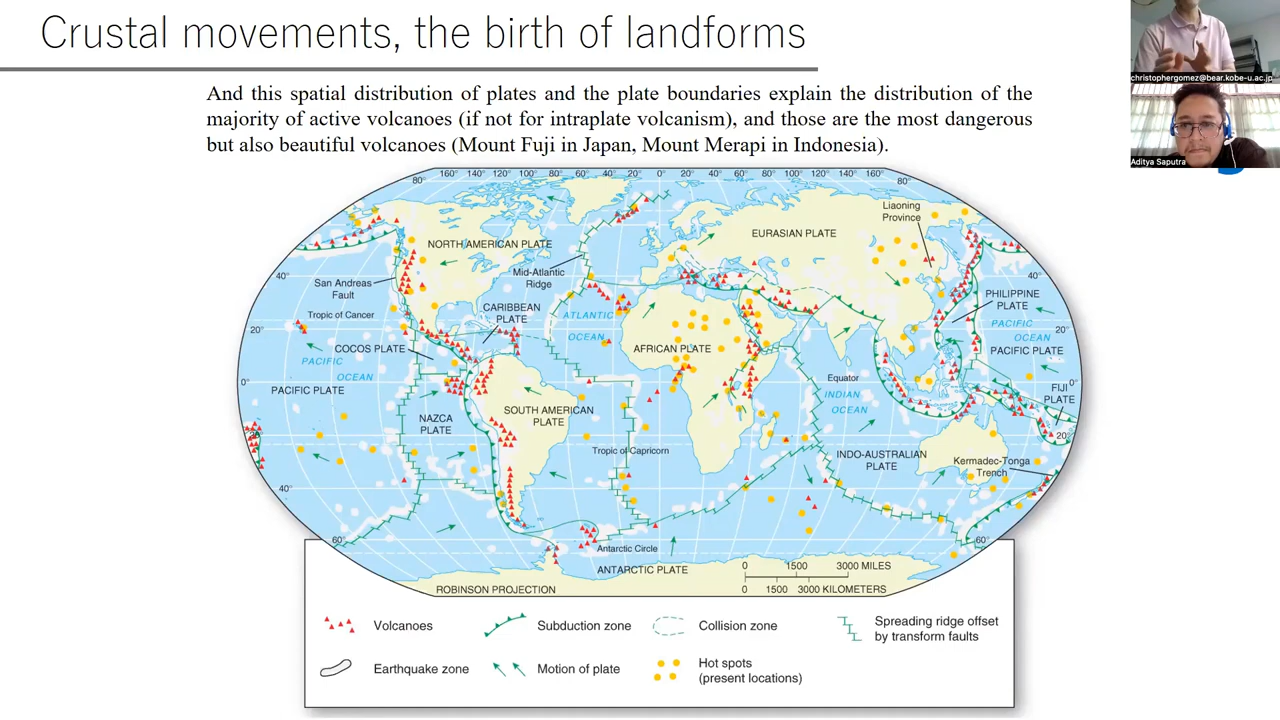 Crustal movements, the birth of landforms
christophergomez@bear.kobe-u.ac.jp
Aditya Saputra
And this spatial distribution of plates and the plate boundaries explain the distribution of the
majority of active volcanoes (if not for intraplate volcanism), and those are the most dangerous
but also beautiful volcanoes (Mount Fuji in Japan, Mount Merapi in Indonesia).
80° 160° 140° 120° 100° 80° 60° 40° 20° 0° 20° 40° 60° 80° 100° 120° 140° 160° 80°
Liaoning
Province
NORTH AMERICAN PLATE
EURASIAN PLATE
40°
San Andreas
Fault
Mid-Atlantic
Ridge
40°
PHILIPPINE
PLATE
Tropic of Cancer
CARIBBEAN
PLATE
ATLANTIC
OCEAN
20°
PACIFIC
OCEAN
20°
COCOS PLATE
AFRICAN PLATE
PACIFIC PLATE
PACIFIC
OCEAN
0°
PACIFIC PLATE
Equator
INDIAN
OCEAN
0°
FIJI
PLATE
NAZCA
PLATE
SOUTH AMERICAN
PLATE
20°
20°
Tropic of Capricorn
INDO-AUSTRALIAN
PLATE
Kermadec-Tonga
Trench
40°
40°
60°
60°
Antarctic Circle
ANTARCTIC PLATE
0 1500 3000 MILES
0 1500 3000 KILOMETERS
ROBINSON PROJECTION
Volcanoes
Subduction zone
Collision zone
Spreading ridge offset
by transform faults
Earthquake zone
Motion of plate
Hot spots
(present locations)